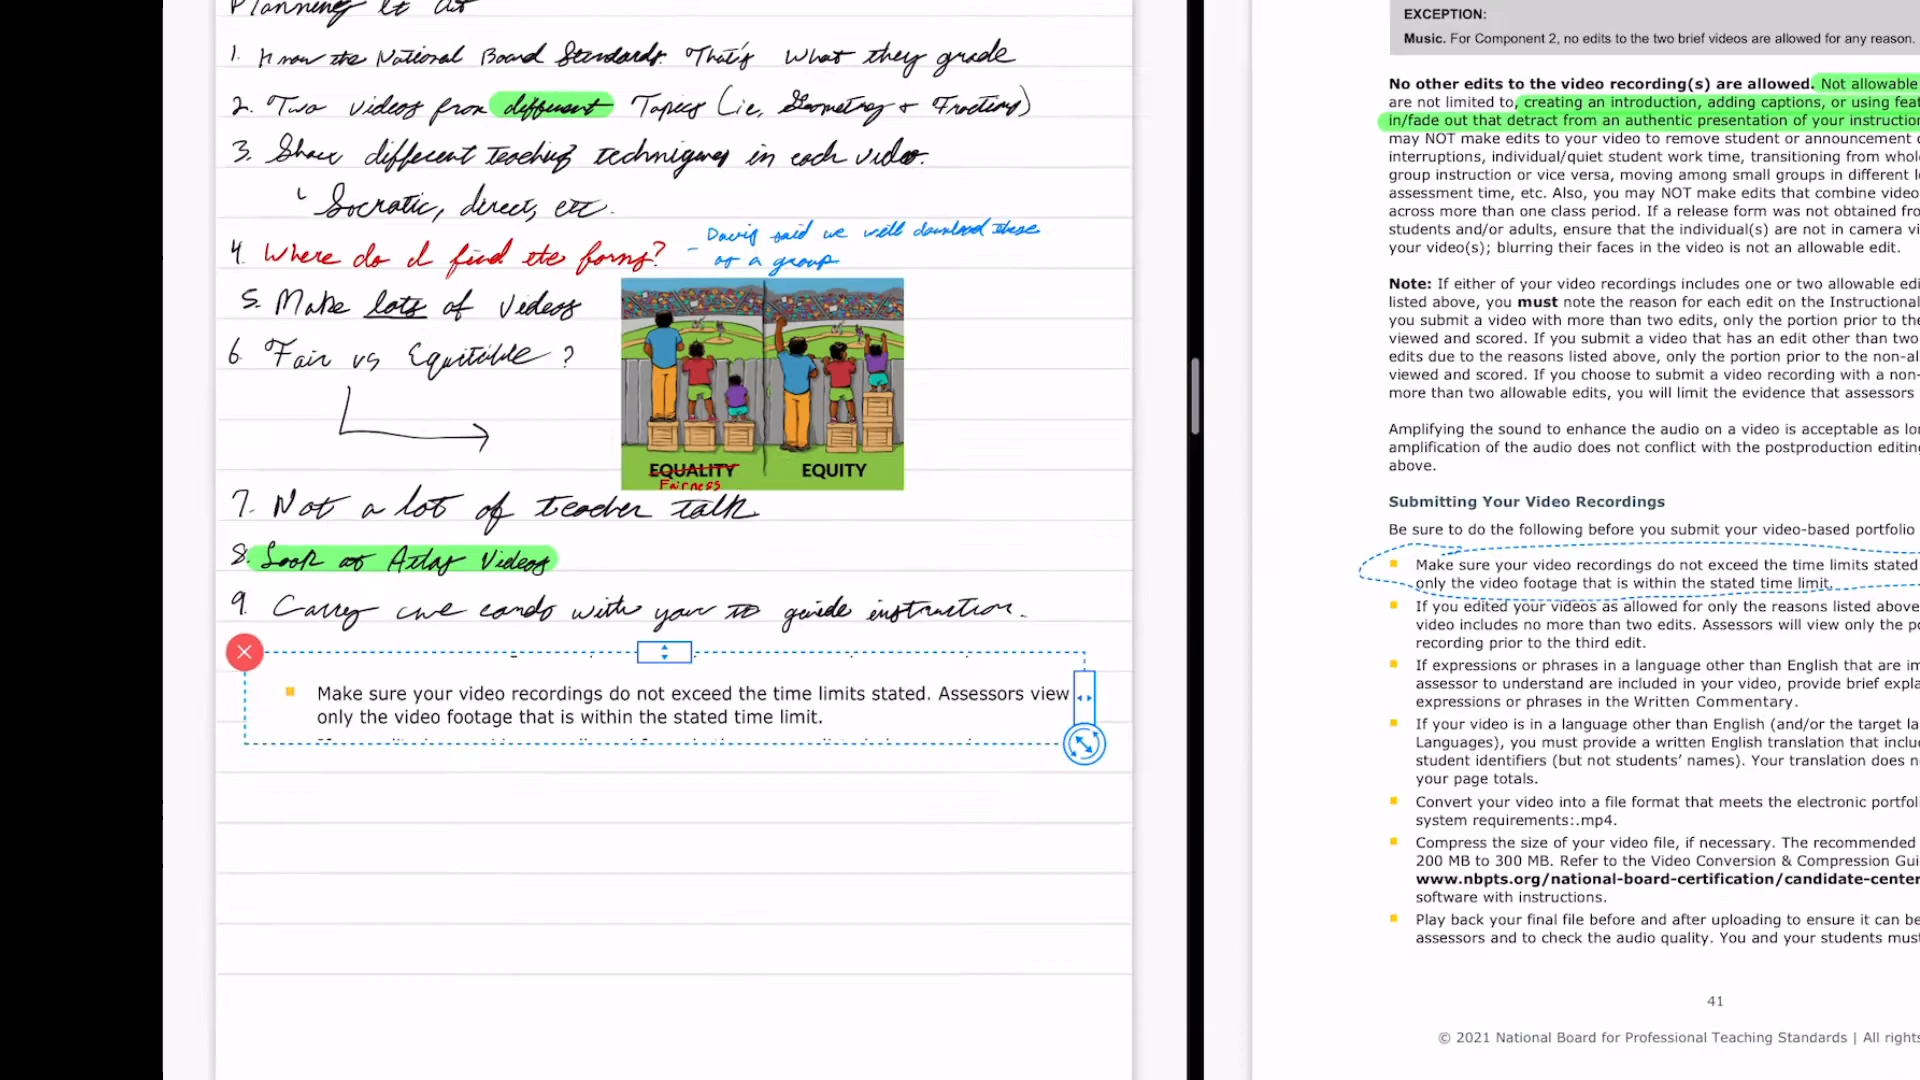 Planning it out
1. Know the National Board Standards. That's what they grade
2. Two videos from different Topics (ie, Geometry & Fractions)
3. Show different teaching techniques in each video.
Socratic, direct, etc.
4. Where do I find the forms?
- David said we will download these
as a group
5. Make lots of videos
6. Fair vs Equitable?
EQUALITY
Fairness
EQUITY
7. Not a lot of teacher talk
8. Look at Atlas Videos
9. Carry cue cards with you to guide instruction.
Make sure your video recordings do not exceed the time limits stated. Assessors view
only the video footage that is within the stated time limit.
EXCEPTION:
Music. For Component 2, no edits to the two brief videos are allowed for any reason.
No other edits to the video recording(s) are allowed. Not allowable
are not limited to, creating an introduction, adding captions, or using feat
in/fade out that detract from an authentic presentation of your instruction
may NOT make edits to your video to remove student or announcement
interruptions, individual/quiet student work time, transitioning from whol
group instruction or vice versa, moving among small groups in different l
assessment time, etc. Also, you may NOT make edits that combine video
across more than one class period. If a release form was not obtained fro
students and/or adults, ensure that the individual(s) are not in camera vi
your video(s); blurring their faces in the video is not an allowable edit.
Note: If either of your video recordings includes one or two allowable edi
listed above, you must note the reason for each edit on the Instructional
you submit a video with more than two edits, only the portion prior to the
viewed and scored. If you submit a video that has an edit other than two
edits due to the reasons listed above, only the portion prior to the non-al
viewed and scored. If you choose to submit a video recording with a non-
more than two allowable edits, you will limit the evidence that assessors
Amplifying the sound to enhance the audio on a video is acceptable as lon
amplification of the audio does not conflict with the postproduction editing
above.
Submitting Your Video Recordings
Be sure to do the following before you submit your video-based portfolio
Make sure your video recordings do not exceed the time limits stated
only the video footage that is within the stated time limit.
If you edited your videos as allowed for only the reasons listed above
video includes no more than two edits. Assessors will view only the po
recording prior to the third edit.
If expressions or phrases in a language other than English that are im
assessor to understand are included in your video, provide brief expla
expressions or phrases in the Written Commentary.
If your video is in a language other than English (and/or the target la
Languages), you must provide a written English translation that inclu
student identifiers (but not students' names). Your translation does n
your page totals.
Convert your video into a file format that meets the electronic portfoli
system requirements:.mp4.
Compress the size of your video file, if necessary. The recommended
200 MB to 300 MB. Refer to the Video Conversion & Compression Gui
www.nbpts.org/national-board-certification/candidate-center
software with instructions.
Play back your final file before and after uploading to ensure it can be
assessors and to check the audio quality. You and your students must
41
© 2021 National Board for Professional Teaching Standards | All rights